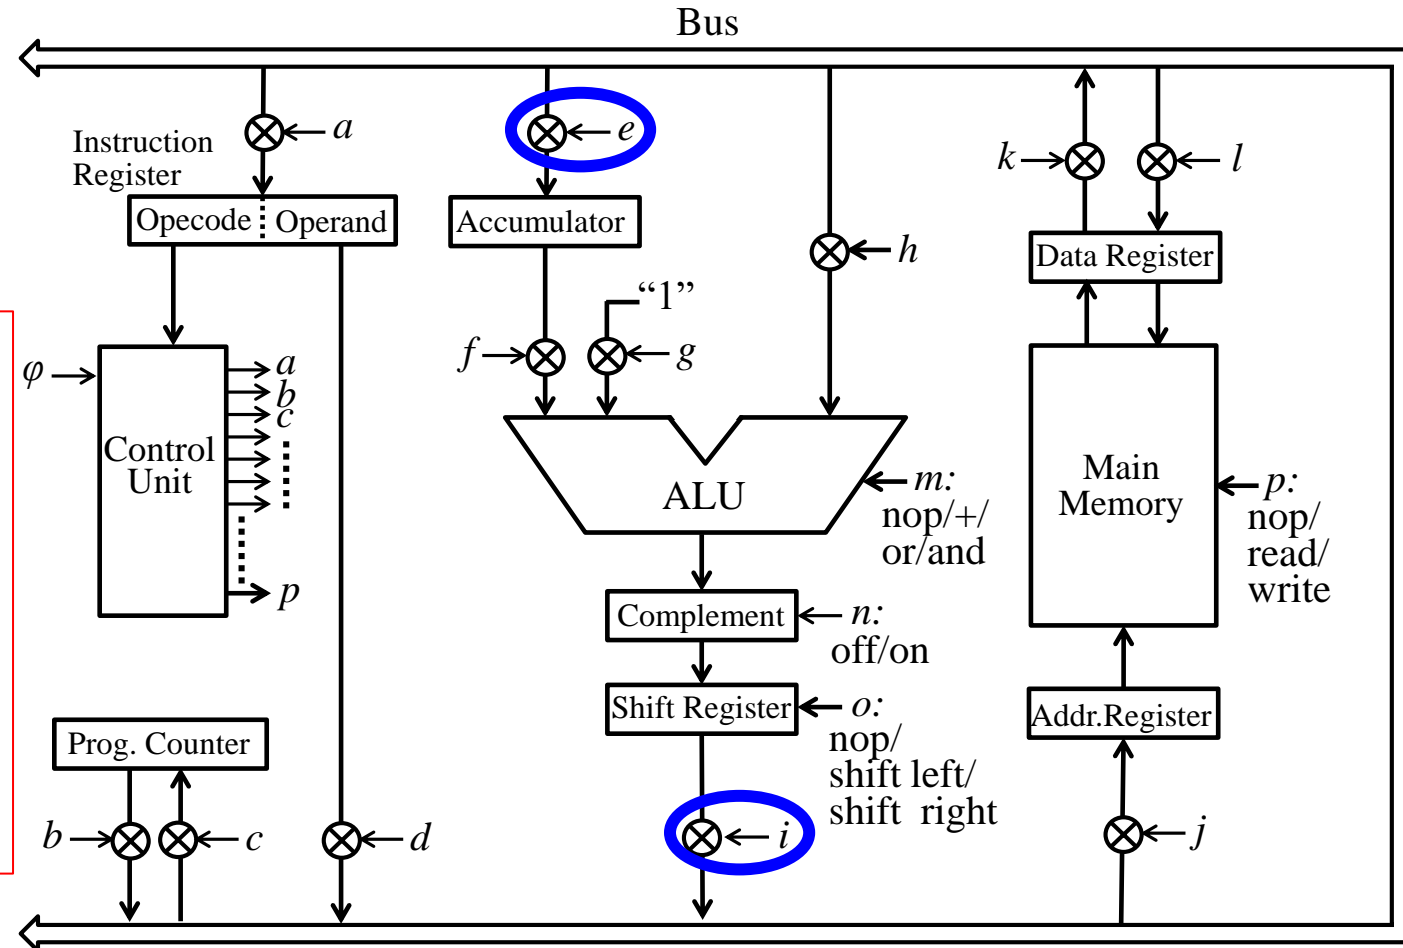 Bus
a
e
Instruction
Register
k
l
Opecode
Operand
Accumulator
h
Data Register
“1”
f
g
φ
a
b
c
Control
Unit
p
ALU
m:
nop/+/
or/and
Main
Memory
p:
nop/
read/
write
Complement
n:
off/on
Shift Register
o:
nop/
shift left/
shift right
Addr.Register
Prog. Counter
b
c
d
i
j